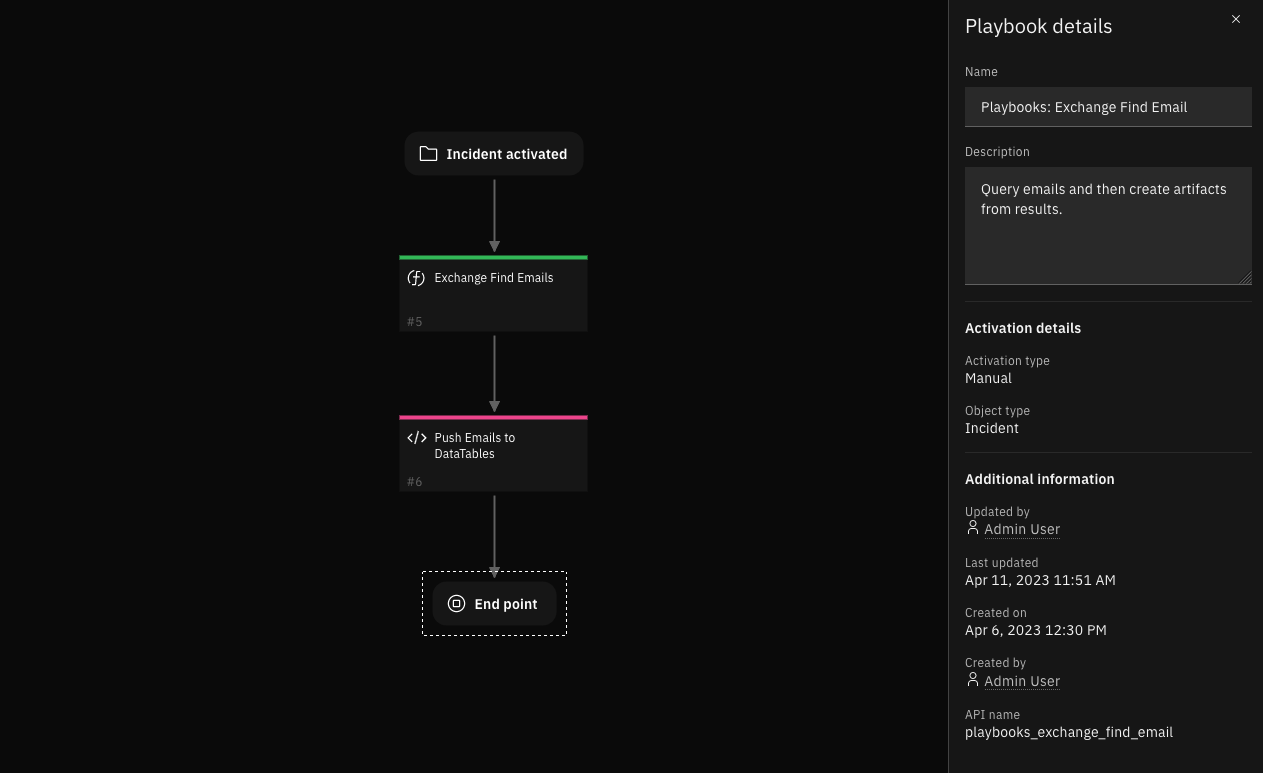 Incident activated
Exchange Find Emails
#5
Push Emails to
DataTables
#6
End point
Playbook details
Name
Playbooks: Exchange Find Email
Description
Query emails and then create artifacts
from results.
Activation details
Activation type
Manual
Object type
Incident
Additional information
Updated by
Admin User
Last updated
Apr 11, 2023 11:51 AM
Created on
Apr 6, 2023 12:30 PM
Created by
Admin User
API name
playbooks_exchange_find_email